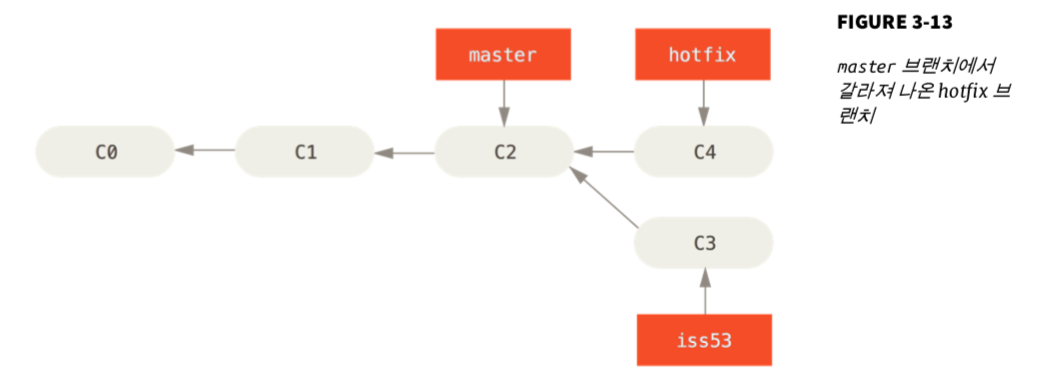 master
hotfix
C0
C1
C2
C4
C3
iss53
FIGURE 3-13
master 브랜치에서
갈라져 나온 hotfix 브
랜치